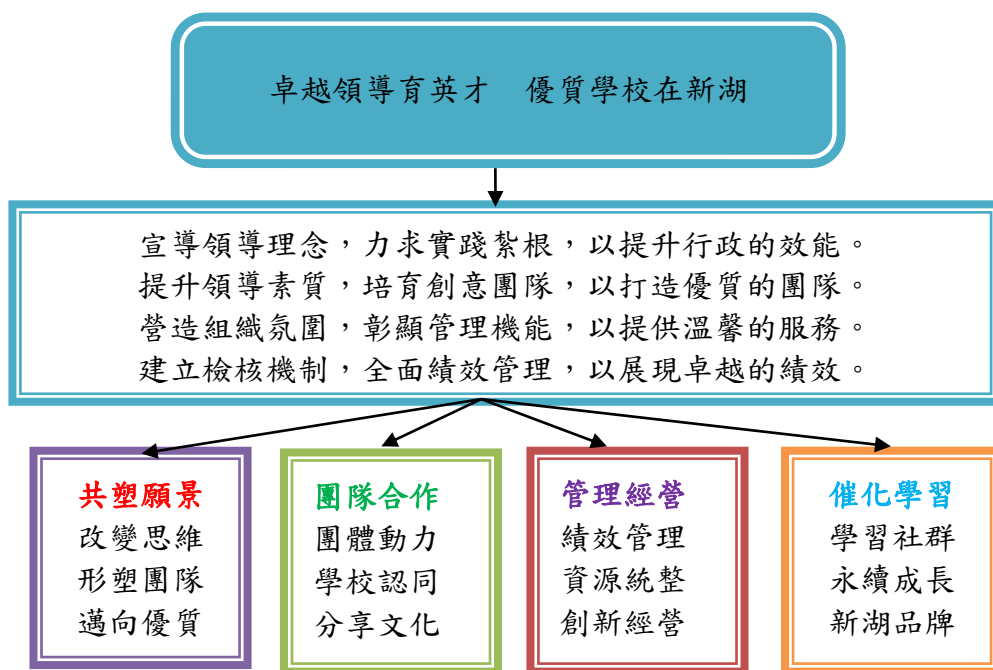 卓越領導育英才　優質學校在新湖
宣導領導理念，力求實踐紮根，以提升行政的效能。
提升領導素質，培育創意團隊，以打造優質的團隊。
營造組織氛圍，彰顯管理機能，以提供溫馨的服務。
建立檢核機制，全面績效管理，以展現卓越的績效。
共塑願景
改變思維
形塑團隊
邁向優質
團隊合作
團體動力
學校認同
分享文化
管理經營
績效管理
資源統整
創新經營
催化學習
學習社群
永續成長
新湖品牌